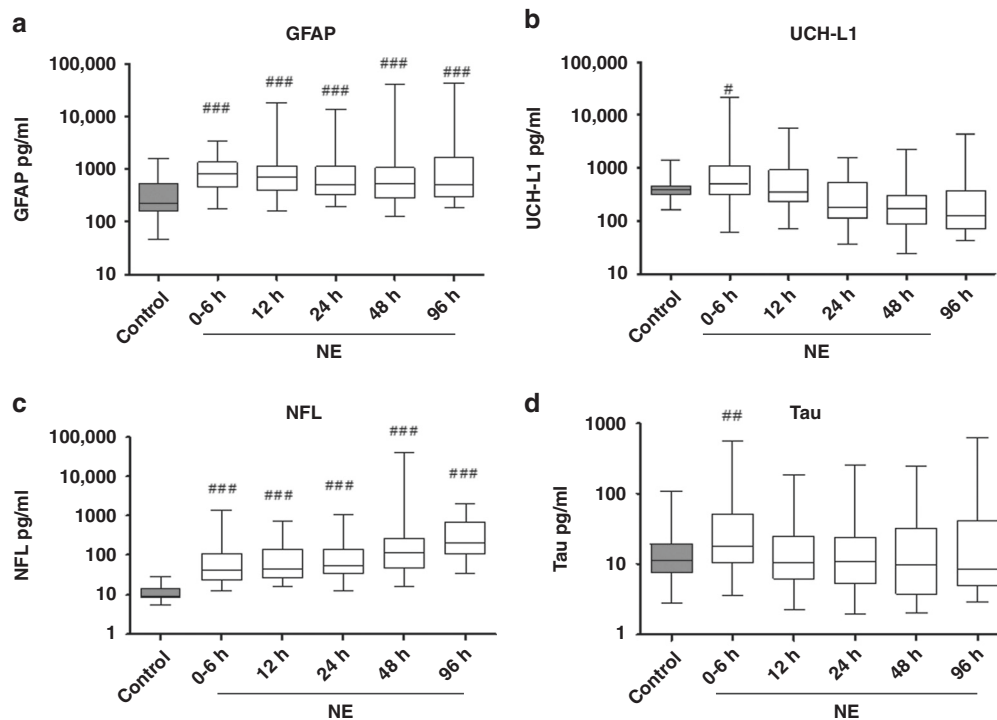 a
GFAP
GFAP pg/ml
100,000
10,000
1000
100
10
###
###
###
###
###
Control
0-6 h
12 h
24 h
48 h
96 h
NE
b
UCH-L1
UCH-L1 pg/ml
100,000
10,000
1000
100
10
#
Control
0-6 h
12 h
24 h
48 h
96 h
NE
c
NFL
NFL pg/ml
100,000
10,000
1000
100
10
1
###
###
###
###
###
Control
0-6 h
12 h
24 h
48 h
96 h
NE
d
Tau
Tau pg/ml
1000
100
10
1
##
Control
0-6 h
12 h
24 h
48 h
96 h
NE